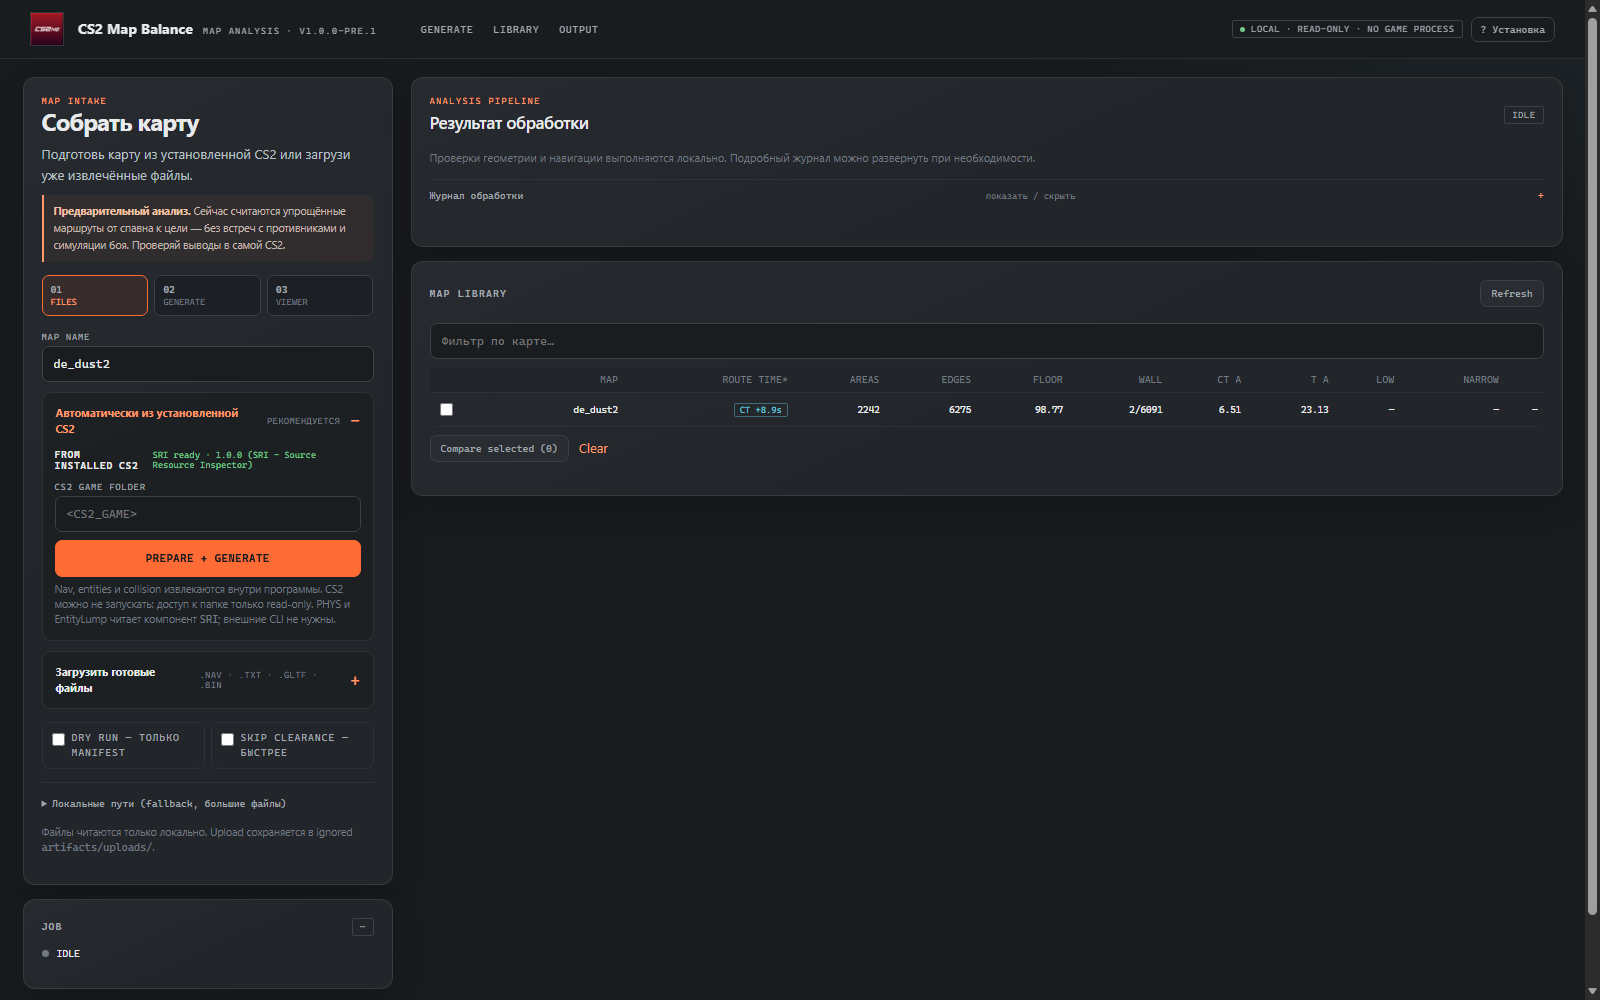 CS2MB
CS2 Map Balance
MAP ANALYSIS · V1.0.0-PRE.1
GENERATE
LIBRARY
OUTPUT
LOCAL · READ-ONLY · NO GAME PROCESS
? Установка
MAP INTAKE
Собрать карту
Подготовь карту из установленной CS2 или загрузи
уже извлечённые файлы.
Предварительный анализ. Сейчас считаются упрощённые
маршруты от спавна к цели — без встреч с противниками и
симуляции боя. Проверяй выводы в самой CS2.
01
FILES
02
GENERATE
03
VIEWER
MAP NAME
de_dust2
Автоматически из установленной
CS2
РЕКОМЕНДУЕТСЯ −
FROM
INSTALLED CS2
SRI ready · 1.0.0 (SRI — Source
Resource Inspector)
CS2 GAME FOLDER
<CS2_GAME>
PREPARE + GENERATE
Nav, entities и collision извлекаются внутри программы. CS2
можно не запускать: доступ к папке только read-only. PHYS и
EntityLump читает компонент SRI; внешние CLI не нужны.
Загрузить готовые
файлы
.NAV · .TXT · .GLTF ·
.BIN
+
DRY RUN — ТОЛЬКО
MANIFEST
SKIP CLEARANCE —
БЫСТРЕЕ
Локальные пути (fallback, большие файлы)
Файлы читаются только локально. Upload сохраняется в ignored
artifacts/uploads/.
JOB
−
IDLE
ANALYSIS PIPELINE
Результат обработки
IDLE
Проверки геометрии и навигации выполняются локально. Подробный журнал можно развернуть при необходимости.
Журнал обработки
показать / скрыть
+
MAP LIBRARY
Refresh
Фильтр по карте…
MAP ROUTE TIME* AREAS EDGES FLOOR WALL CT A T A LOW NARROW
de_dust2 CT +8.9s 2242 6275 98.77 2/6091 6.51 23.13 — — —
Compare selected (0)
Clear